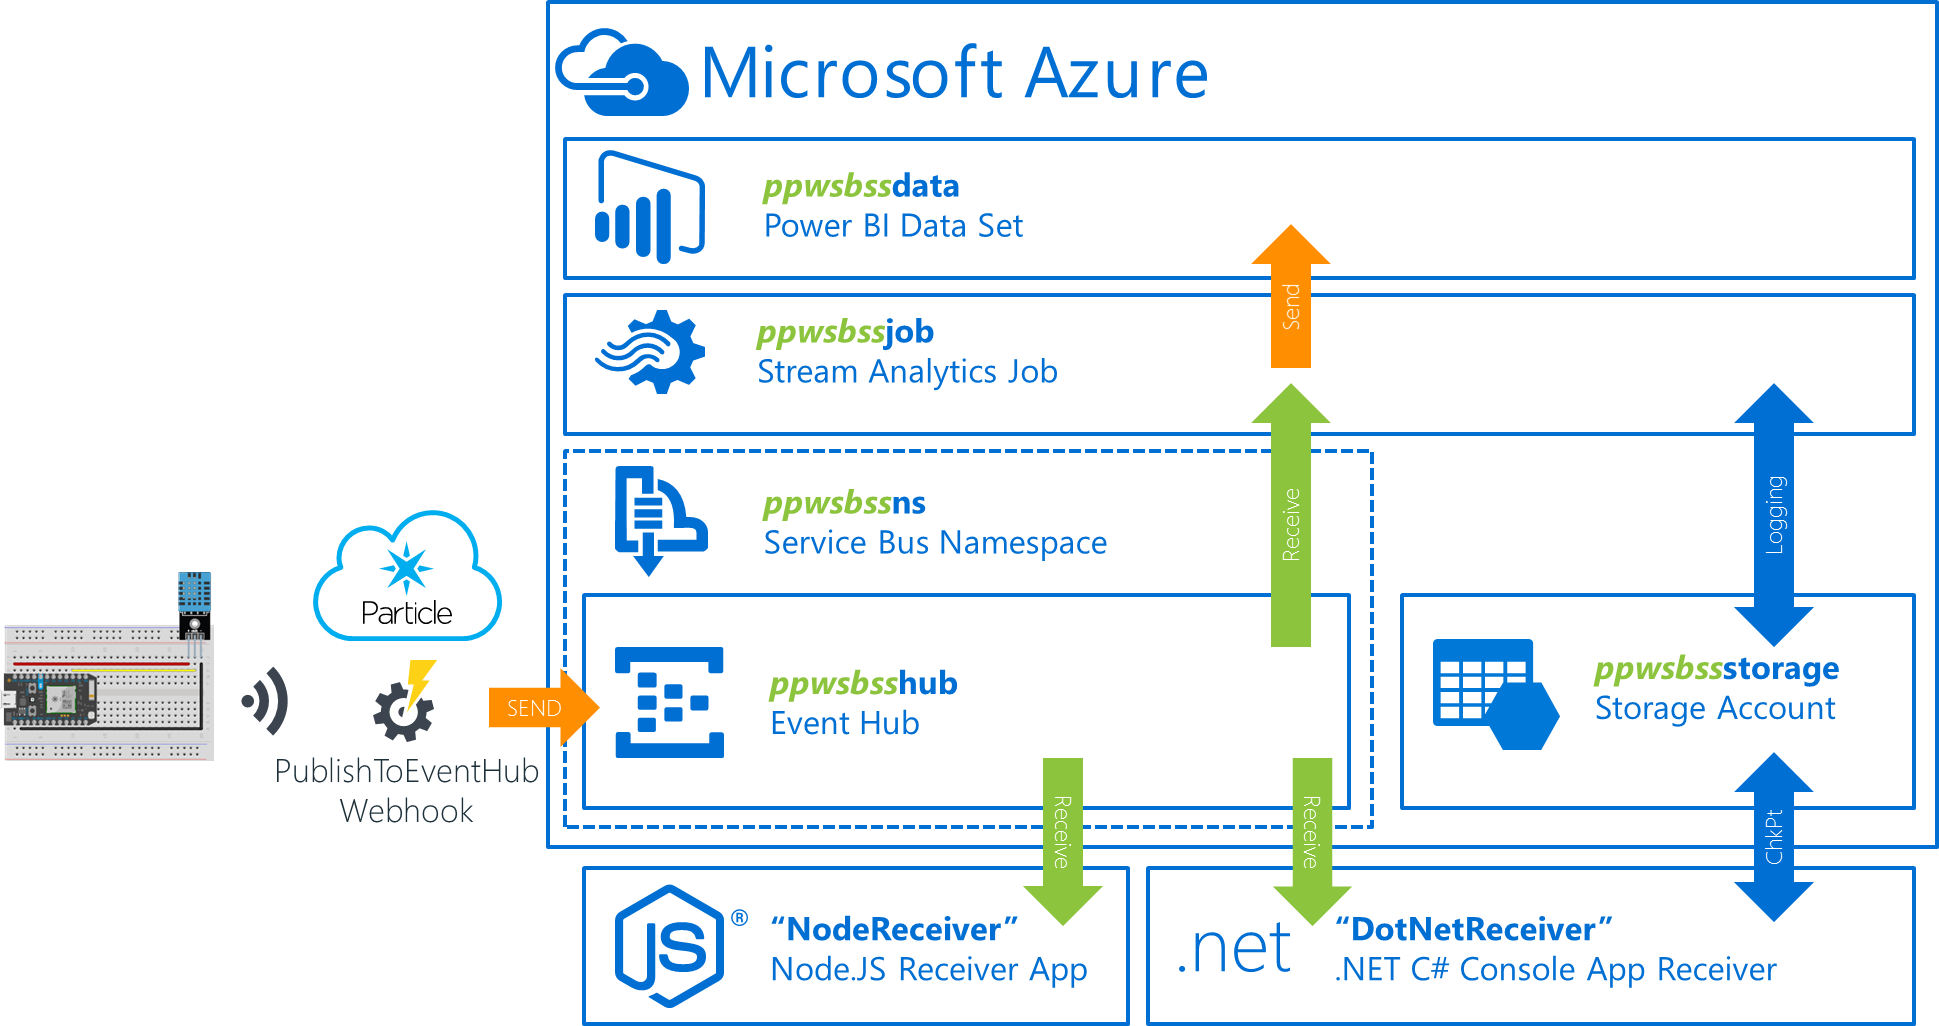 Microsoft Azure
ppwsbssdata
Power BI Data Set
Send
ppwsbssjob
Stream Analytics Job
ppwsbssns
Service Bus Namespace
Receive
Logging
Particle
PublishToEventHub
Webhook
SEND
ppwsbsshub
Event Hub
ppwsbssstorage
Storage Account
Receive
Receive
ChkPt
JS ®
“NodeReceiver”
Node.JS Receiver App
.net
“DotNetReceiver”
.NET C# Console App Receiver